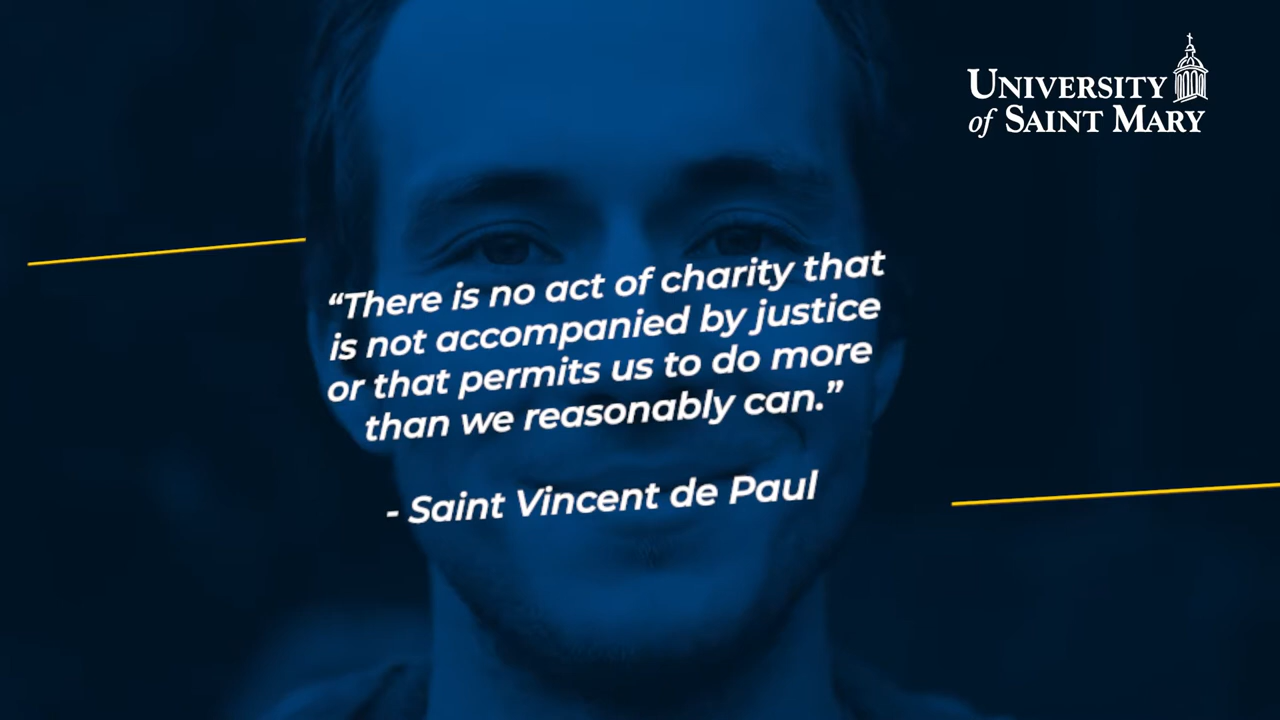 UNIVERSITY
of SAINT MARY
“There is no act of charity that
is not accompanied by justice
or that permits us to do more
than we reasonably can.”
- Saint Vincent de Paul